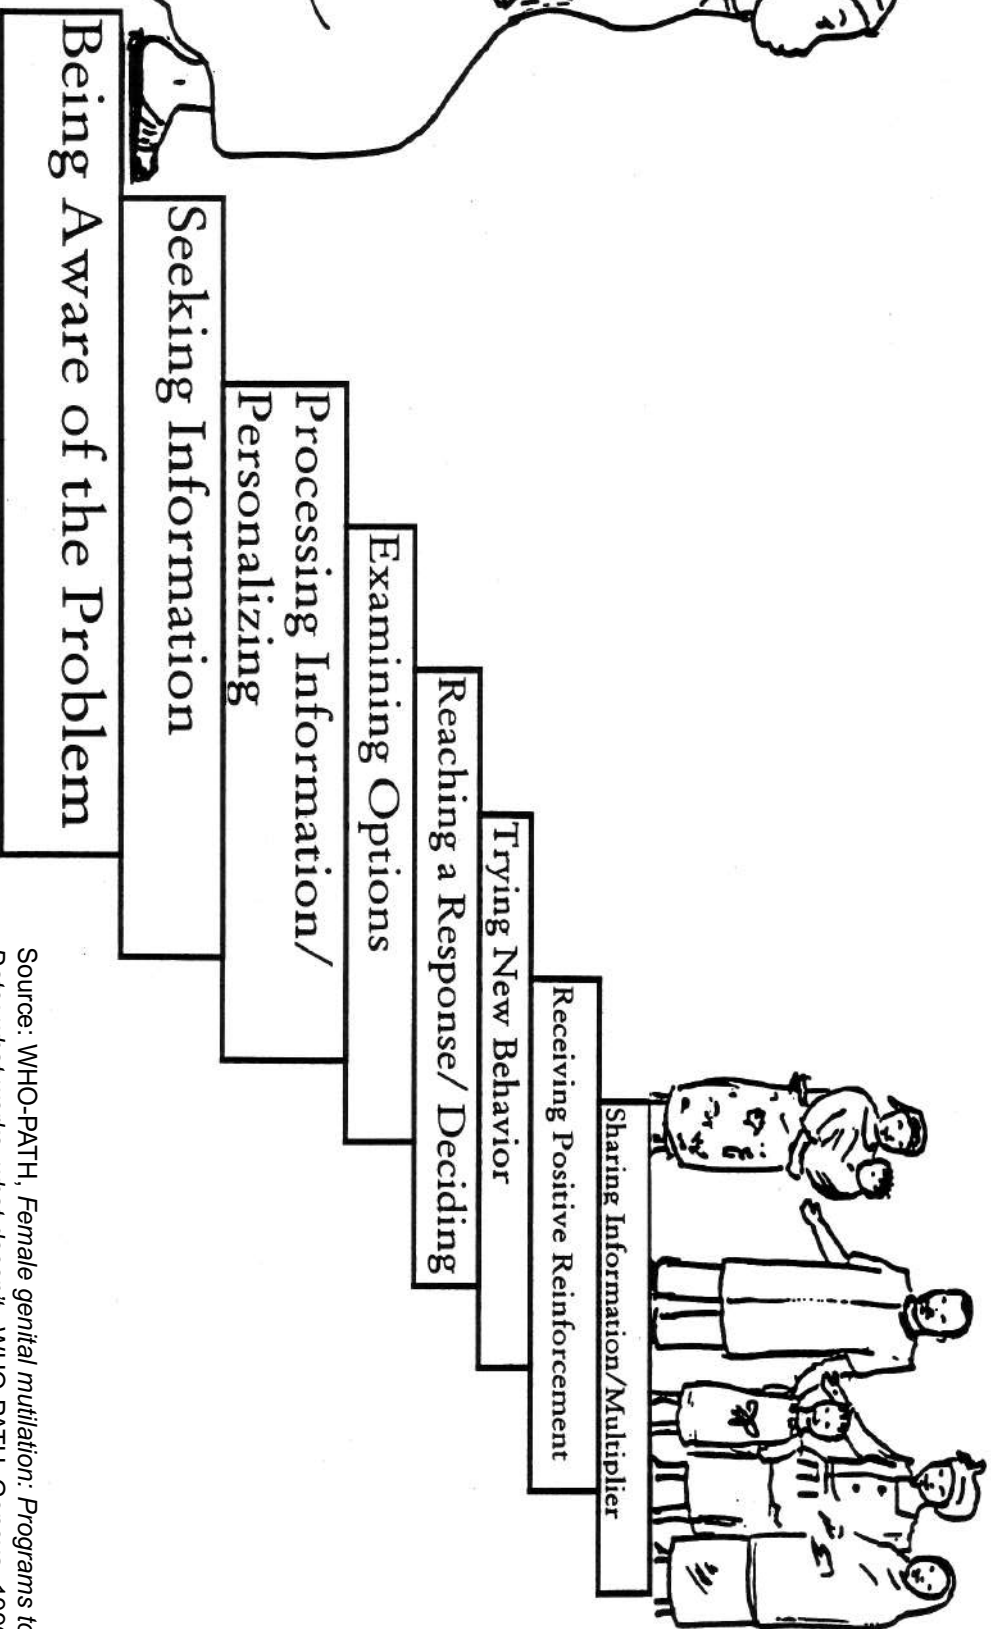 Sharing Information/Multiplier
Receiving Positive Reinforcement
Trying New Behavior
Reaching a Response/ Deciding
Examining Options
Processing Information/
Personalizing
Seeking Information
Being Aware of the Problem
Source: WHO-PATH, Female genital mutilation: Programs to